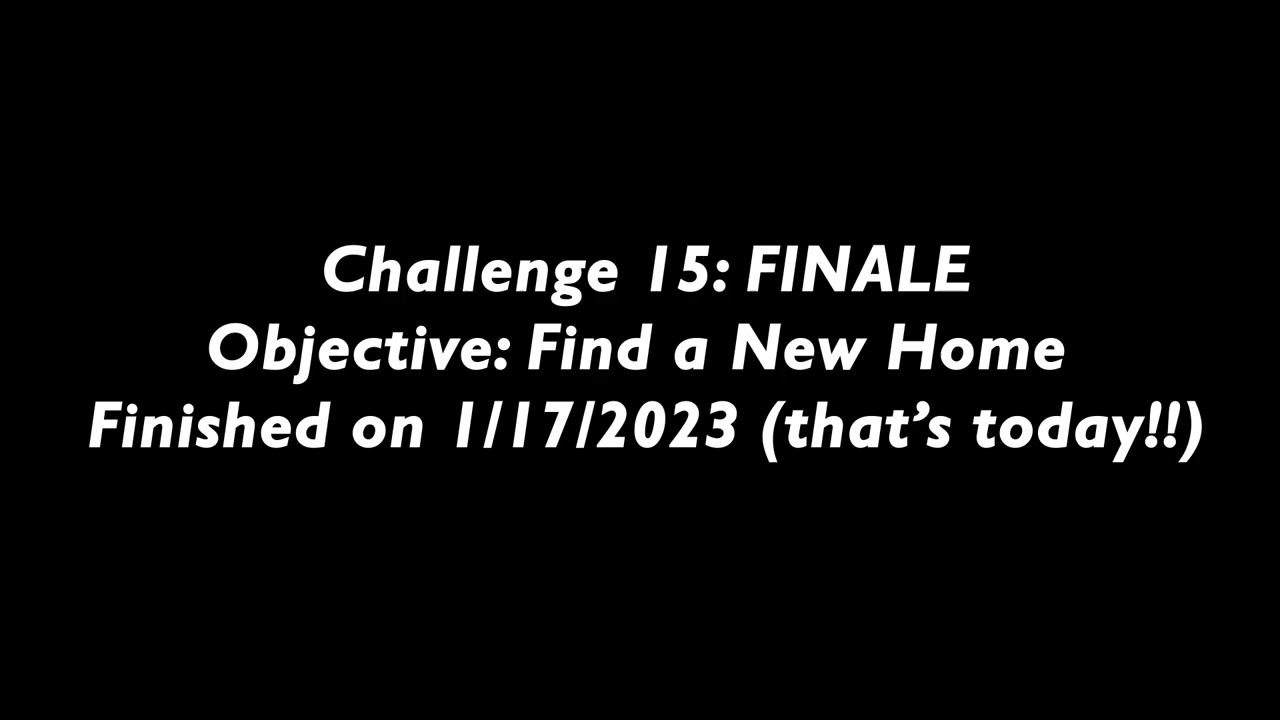 Challenge 15: FINALE
Objective: Find a New Home
Finished on 1/17/2023 (that’s today!!)